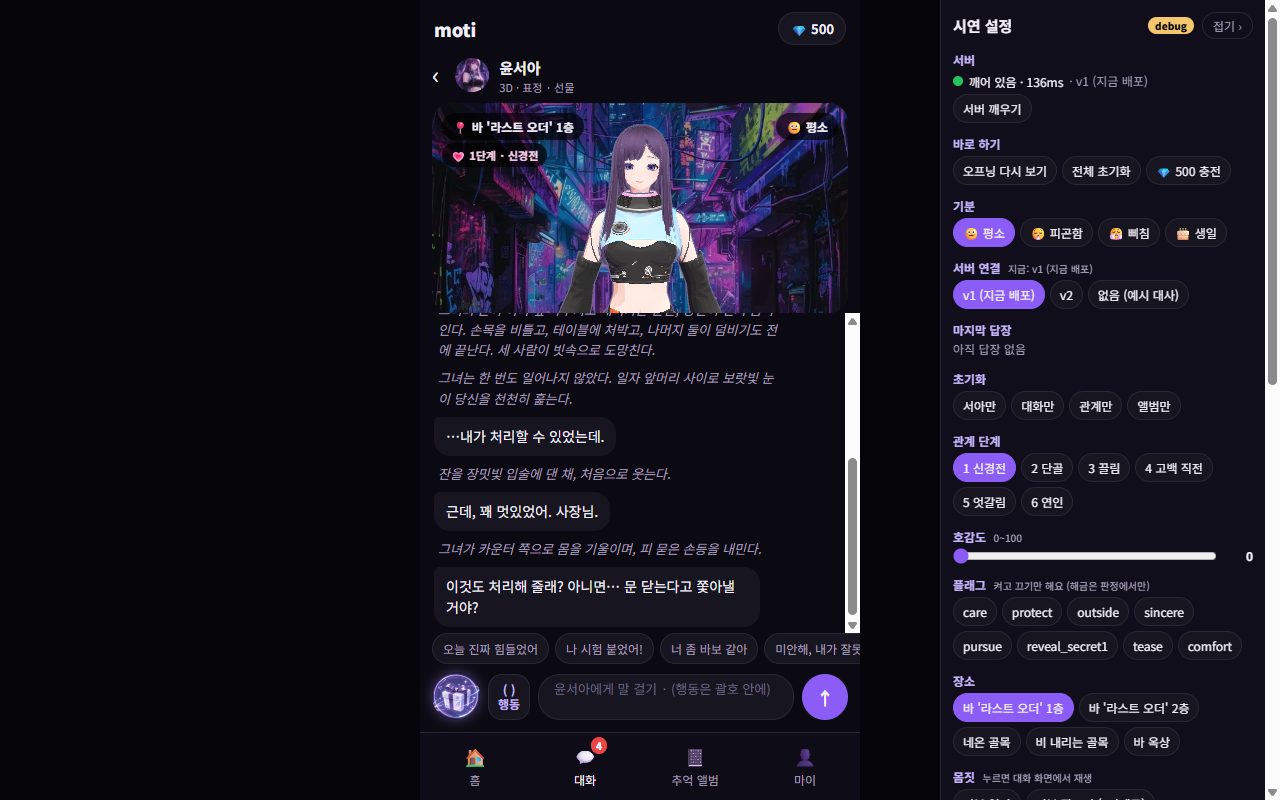 moti
500
윤서아
3D · 표정 · 선물
바 '라스트 오더' 1층
평소
1단계 · 신경전
인다. 손목을 비틀고, 테이블에 처박고, 나머지 둘이 덤비기도 전
에 끝난다. 세 사람이 빗속으로 도망친다.
그녀는 한 번도 일어나지 않았다. 일자 앞머리 사이로 보랏빛 눈
이 당신을 천천히 훑는다.
…내가 처리할 수 있었는데.
잔을 장밋빛 입술에 댄 채, 처음으로 웃는다.
근데, 꽤 멋있었어. 사장님.
그녀가 카운터 쪽으로 몸을 기울이며, 피 묻은 손등을 내민다.
이것도 처리해 줄래? 아니면… 문 닫는다고 쫓아낼
거야?
오늘 진짜 힘들었어
나 시험 붙었어!
너 좀 바보 같아
미안해, 내가 잘못
( )
행동
윤서아에게 말 걸기 · (행동은 괄호 안에)
홈
4
대화
추억 앨범
마이
시연 설정
debug
접기 ›
서버
깨어 있음 · 136ms · v1 (지금 배포)
서버 깨우기
바로 하기
오프닝 다시 보기
전체 초기화
500 충전
기분
평소
피곤함
삐침
생일
서버 연결 지금: v1 (지금 배포)
v1 (지금 배포)
v2
없음 (예시 대사)
마지막 답장
아직 답장 없음
초기화
서아만
대화만
관계만
앨범만
관계 단계
1 신경전
2 단골
3 끌림
4 고백 직전
5 엇갈림
6 연인
호감도 0~100
0
플래그 켜고 끄기만 해요 (해금은 판정에서만)
care
protect
outside
sincere
pursue
reveal_secret1
tease
comfort
장소
바 '라스트 오더' 1층
바 '라스트 오더' 2층
네온 골목
비 내리는 골목
바 옥상
몸짓 누르면 대화 화면에서 재생